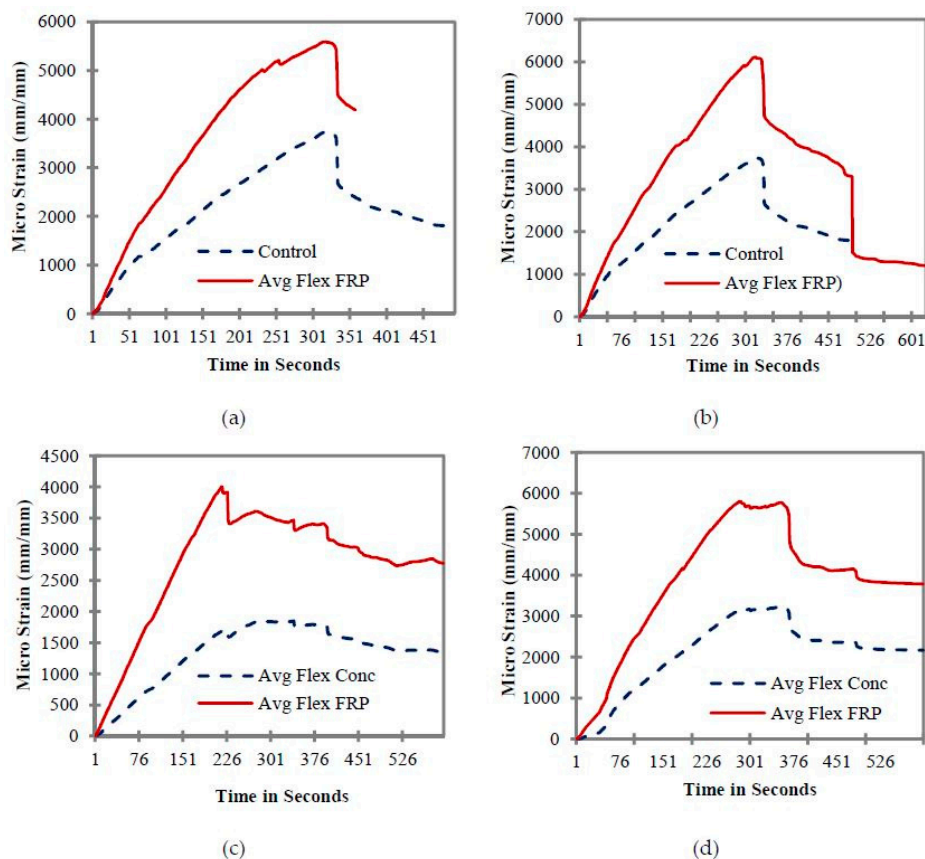 6000
5000
4000
3000
2000
1000
0
Micro Strain (mm/mm)
Control
Avg Flex FRP
1 51 101 151 201 251 301 351 401 451
Time in Seconds
(a)
7000
6000
5000
4000
3000
2000
1000
0
Micro Strain (mm/mm)
Control
Avg Flex FRP)
1 76 151 226 301 376 451 526 601
Time in Seconds
(b)
4500
4000
3500
3000
2500
2000
1500
1000
500
0
Micro Strain (mm/mm)
Avg Flex Conc
Avg Flex FRP
1 76 151 226 301 376 451 526
Time in Seconds
(c)
7000
6000
5000
4000
3000
2000
1000
0
Micro Strain (mm/mm)
Avg Flex Conc
Avg Flex FRP
1 76 151 226 301 376 451 526
Time in Seconds
(d)